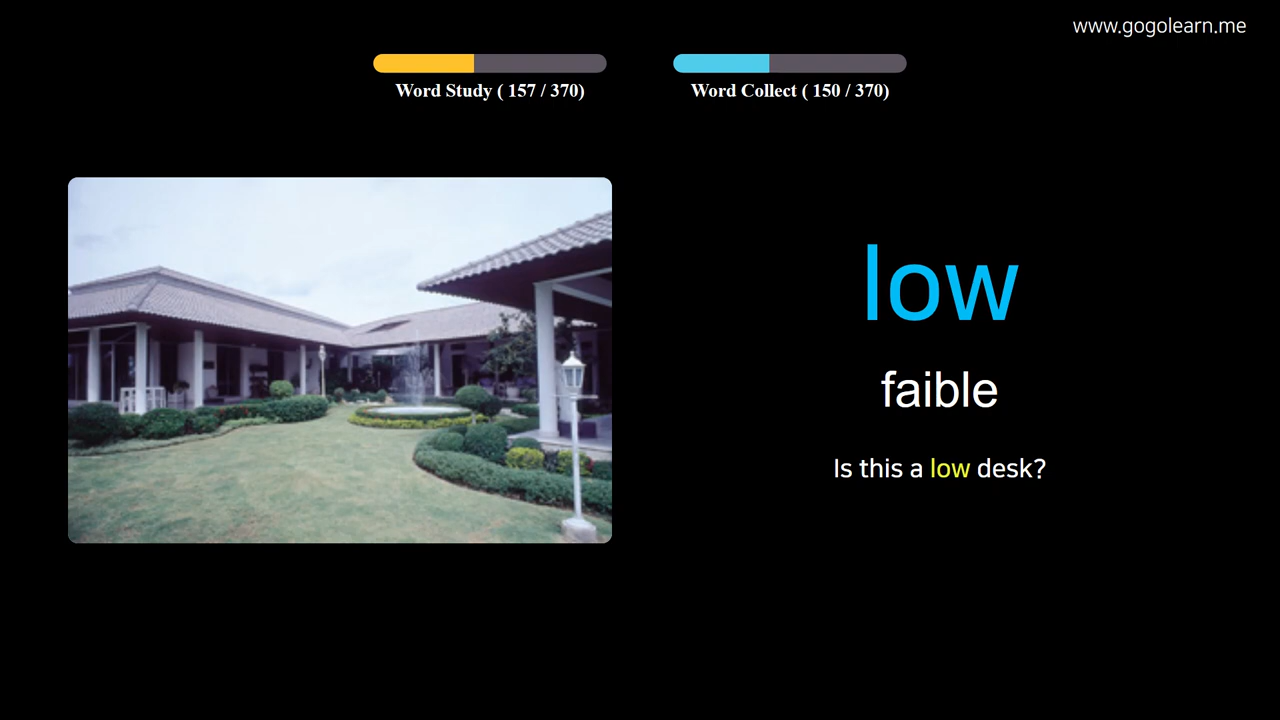 www.gogolearn.me
Word Study ( 157 / 370)
Word Collect ( 150 / 370)
low
faible
Is this a low desk?